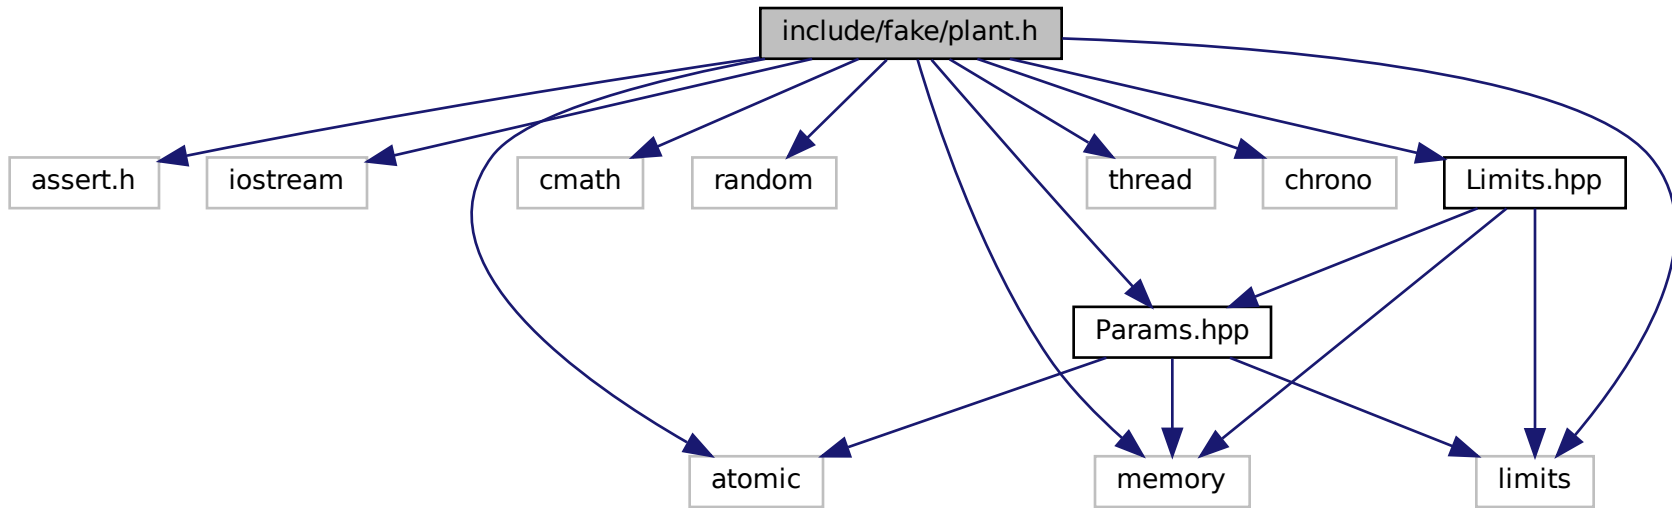 include/fake/plant.h
assert.h
iostream
cmath
random
thread
chrono
Limits.hpp
Params.hpp
atomic
memory
limits